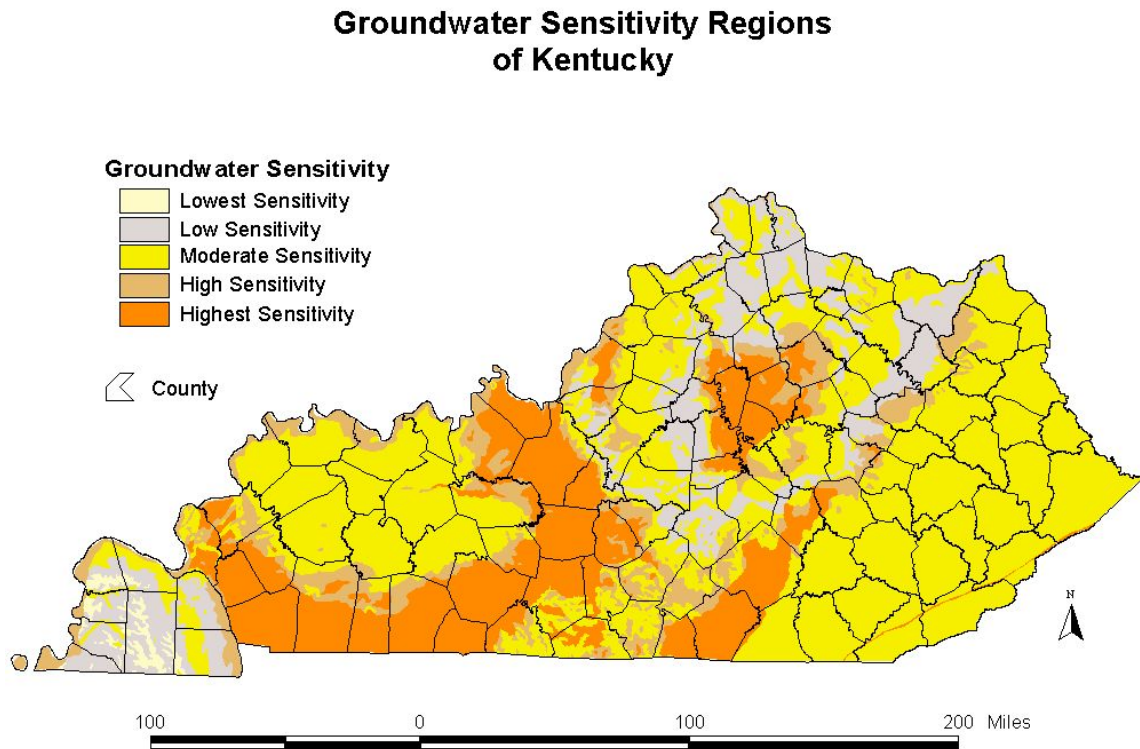 Groundwater Sensitivity Regions
of Kentucky
Groundwater Sensitivity
Lowest Sensitivity
Low Sensitivity
Moderate Sensitivity
High Sensitivity
Highest Sensitivity
County
N
100 0 100 200 Miles